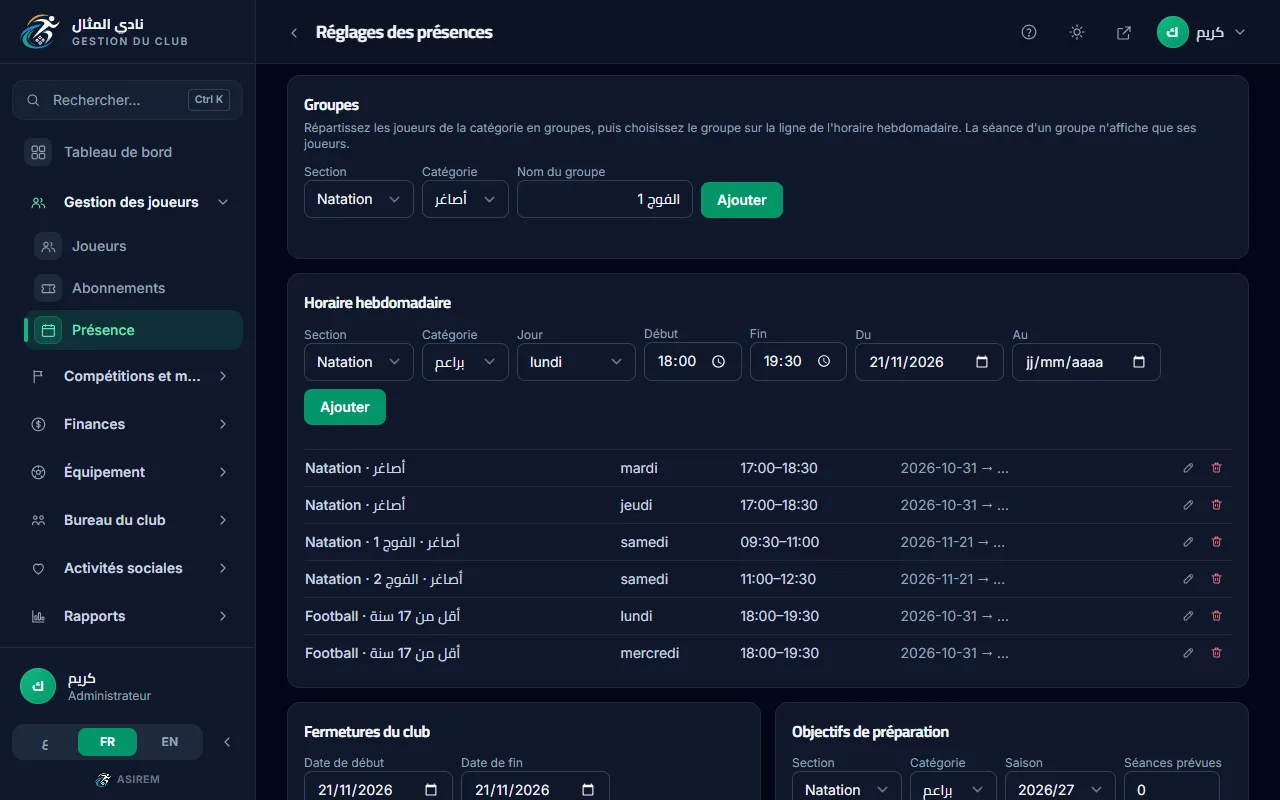 نادي المثال
GESTION DU CLUB
Rechercher...
Ctrl K
Tableau de bord
Gestion des joueurs
Joueurs
Abonnements
Présence
Compétitions et m...
Finances
Équipement
Bureau du club
Activités sociales
Rapports
ك
كريم
Administrateur
ع FR EN
ASIREM
Réglages des présences
ك كريم
Groupes
Répartissez les joueurs de la catégorie en groupes, puis choisissez le groupe sur la ligne de l'horaire hebdomadaire. La séance d'un groupe n'affiche que ses
joueurs.
Section Catégorie Nom du groupe
Natation أصاغر الفوج 1 Ajouter
Horaire hebdomadaire
Section Catégorie Jour Début Fin Du Au
Natation براعم lundi 18:00 19:30 21/11/2026 jj/mm/aaaa
Ajouter
Natation · أصاغر mardi 17:00–18:30 2026-10-31 → ...
Natation · أصاغر jeudi 17:00–18:30 2026-10-31 → ...
Natation · أصاغر · الفوج 1 samedi 09:30–11:00 2026-11-21 → ...
Natation · أصاغر · الفوج 2 samedi 11:00–12:30 2026-11-21 → ...
Football · أقل من 17 سنة lundi 18:00–19:30 2026-10-31 → ...
Football · أقل من 17 سنة mercredi 18:00–19:30 2026-10-31 → ...
Fermetures du club
Date de début Date de fin
21/11/2026 21/11/2026
Objectifs de préparation
Section Catégorie Saison Séances prévues
Natation براعم 2026/27 0